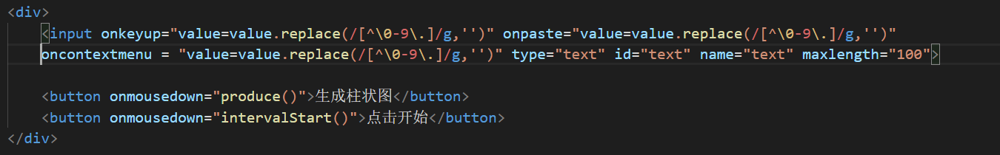 <div>
<input onkeyup="value=value.replace(/[^\0-9\.]/g,'')" onpaste="value=value.replace(/[^\0-9\.]/g,'')"
oncontextmenu = "value=value.replace(/[^\0-9\.]/g,'')" type="text" id="text" name="text" maxlength="100">
<button onmousedown="produce()">生成柱状图</button>
<button onmousedown="intervalStart()">点击开始</button>
</div>